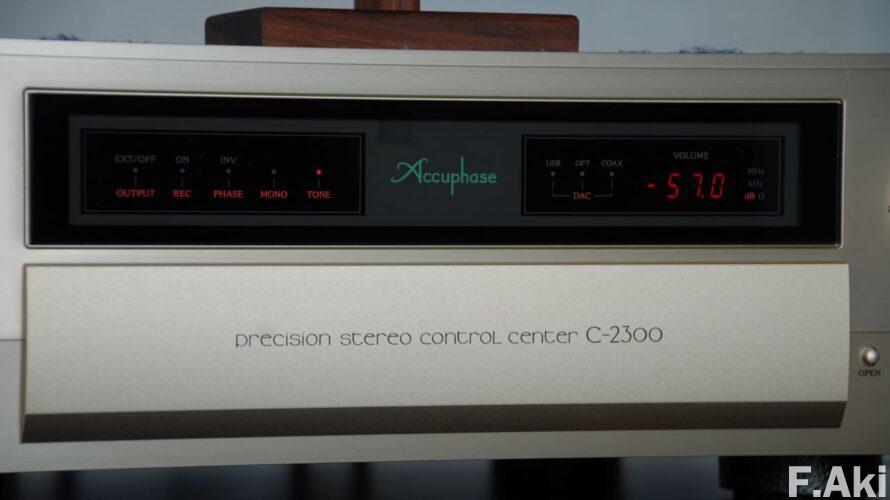 EXT/OFF ON INV
OUTPUT REC PHASE MONO TONE
Accuphase
USB OPT COAX
DAC
VOLUME
-57.0
MHz
kHz
dB Ω
precision stereo control center C-2300
OPEN
F.Aki